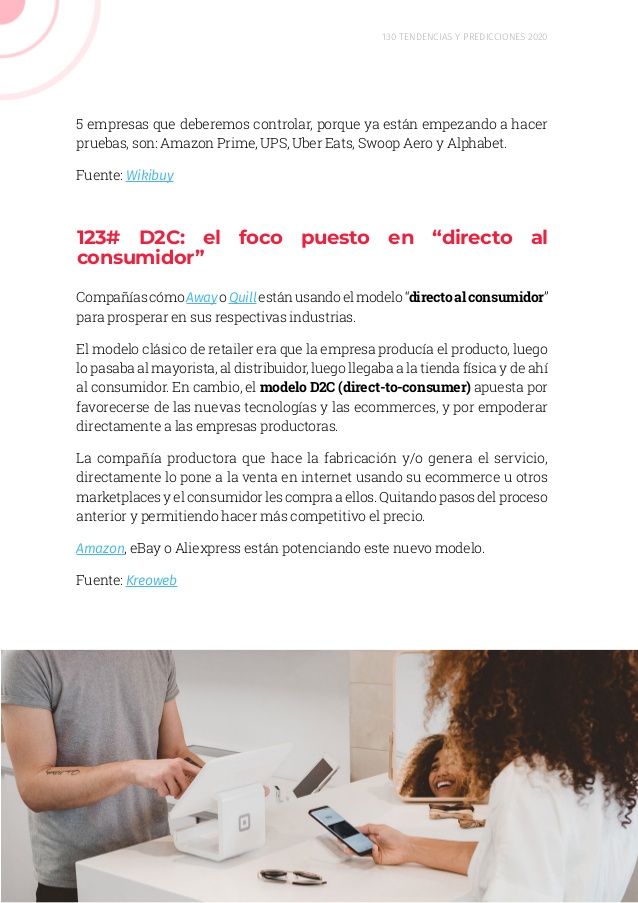 130 TENDENCIAS Y PREDICCIONES 2020
5 empresas que deberemos controlar, porque ya están empezando a hacer
pruebas, son: Amazon Prime, UPS, Uber Eats, Swoop Aero y Alphabet.
Fuente: Wikibuy
123# D2C: el foco puesto en “directo al
consumidor”
Compañías cómo Away o Quill están usando el modelo “directo al consumidor”
para prosperar en sus respectivas industrias.
El modelo clásico de retailer era que la empresa producía el producto, luego
lo pasaba al mayorista, al distribuidor, luego llegaba a la tienda física y de ahí
al consumidor. En cambio, el modelo D2C (direct-to-consumer) apuesta por
favorecerse de las nuevas tecnologías y las ecommerces, y por empoderar
directamente a las empresas productoras.
La compañía productora que hace la fabricación y/o genera el servicio,
directamente lo pone a la venta en internet usando su ecommerce u otros
marketplaces y el consumidor les compra a ellos. Quitando pasos del proceso
anterior y permitiendo hacer más competitivo el precio.
Amazon, eBay o Aliexpress están potenciando este nuevo modelo.
Fuente: Kreoweb